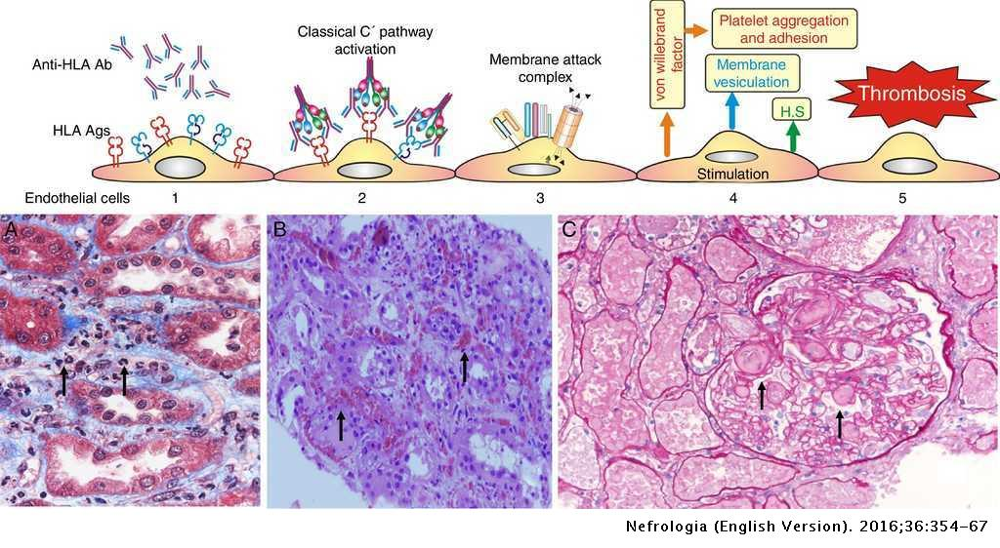 Anti-HLA Ab
HLA Ags
Classical C´ pathway
activation
Membrane attack
complex
von willebrand
factor
Platelet aggregation
and adhesion
Membrane
vesiculation
H.S
Stimulation
Thrombosis
Endothelial cells 1 2 3 4 5
A
B
C
Nefrologia (English Version). 2016;36:354–67